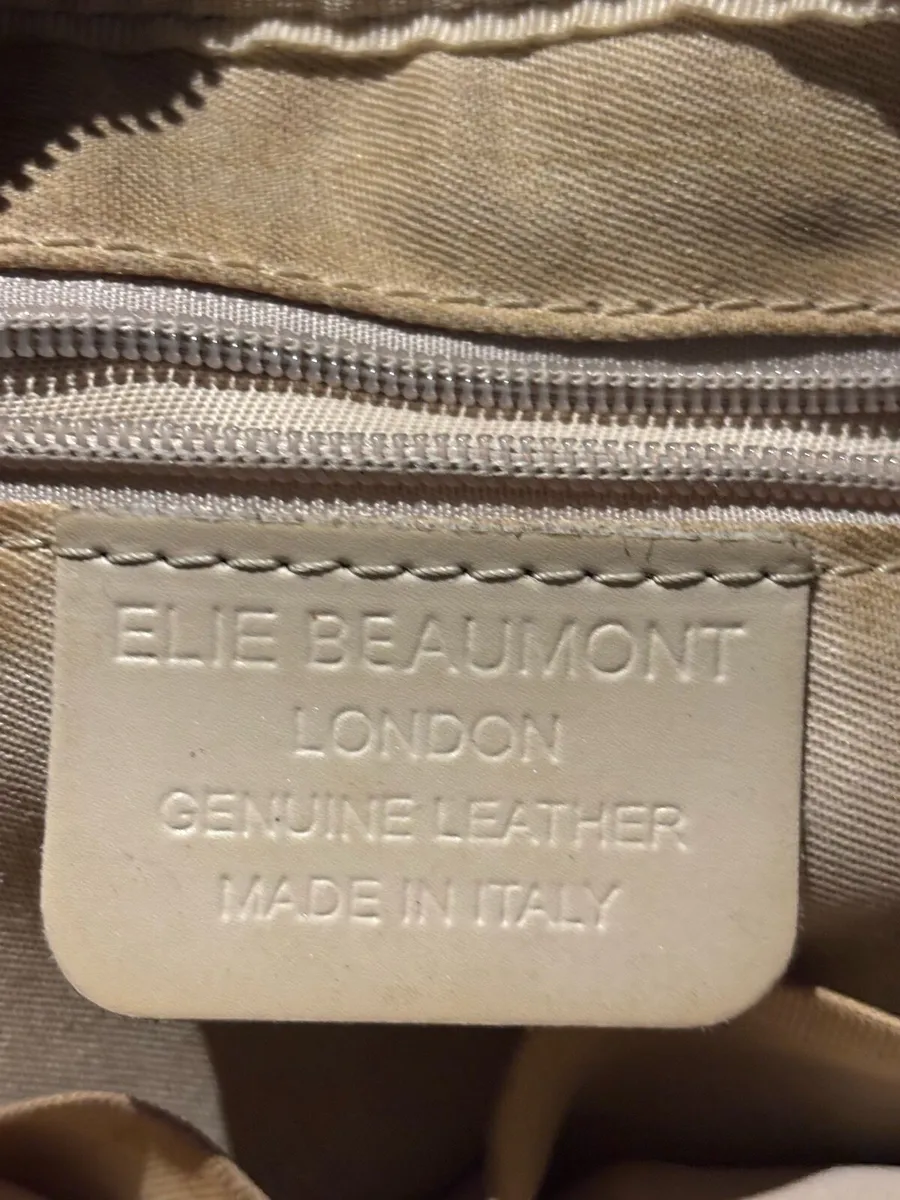 ELIE BEAUMONT
LONDON
GENUINE LEATHER
MADE IN ITALY